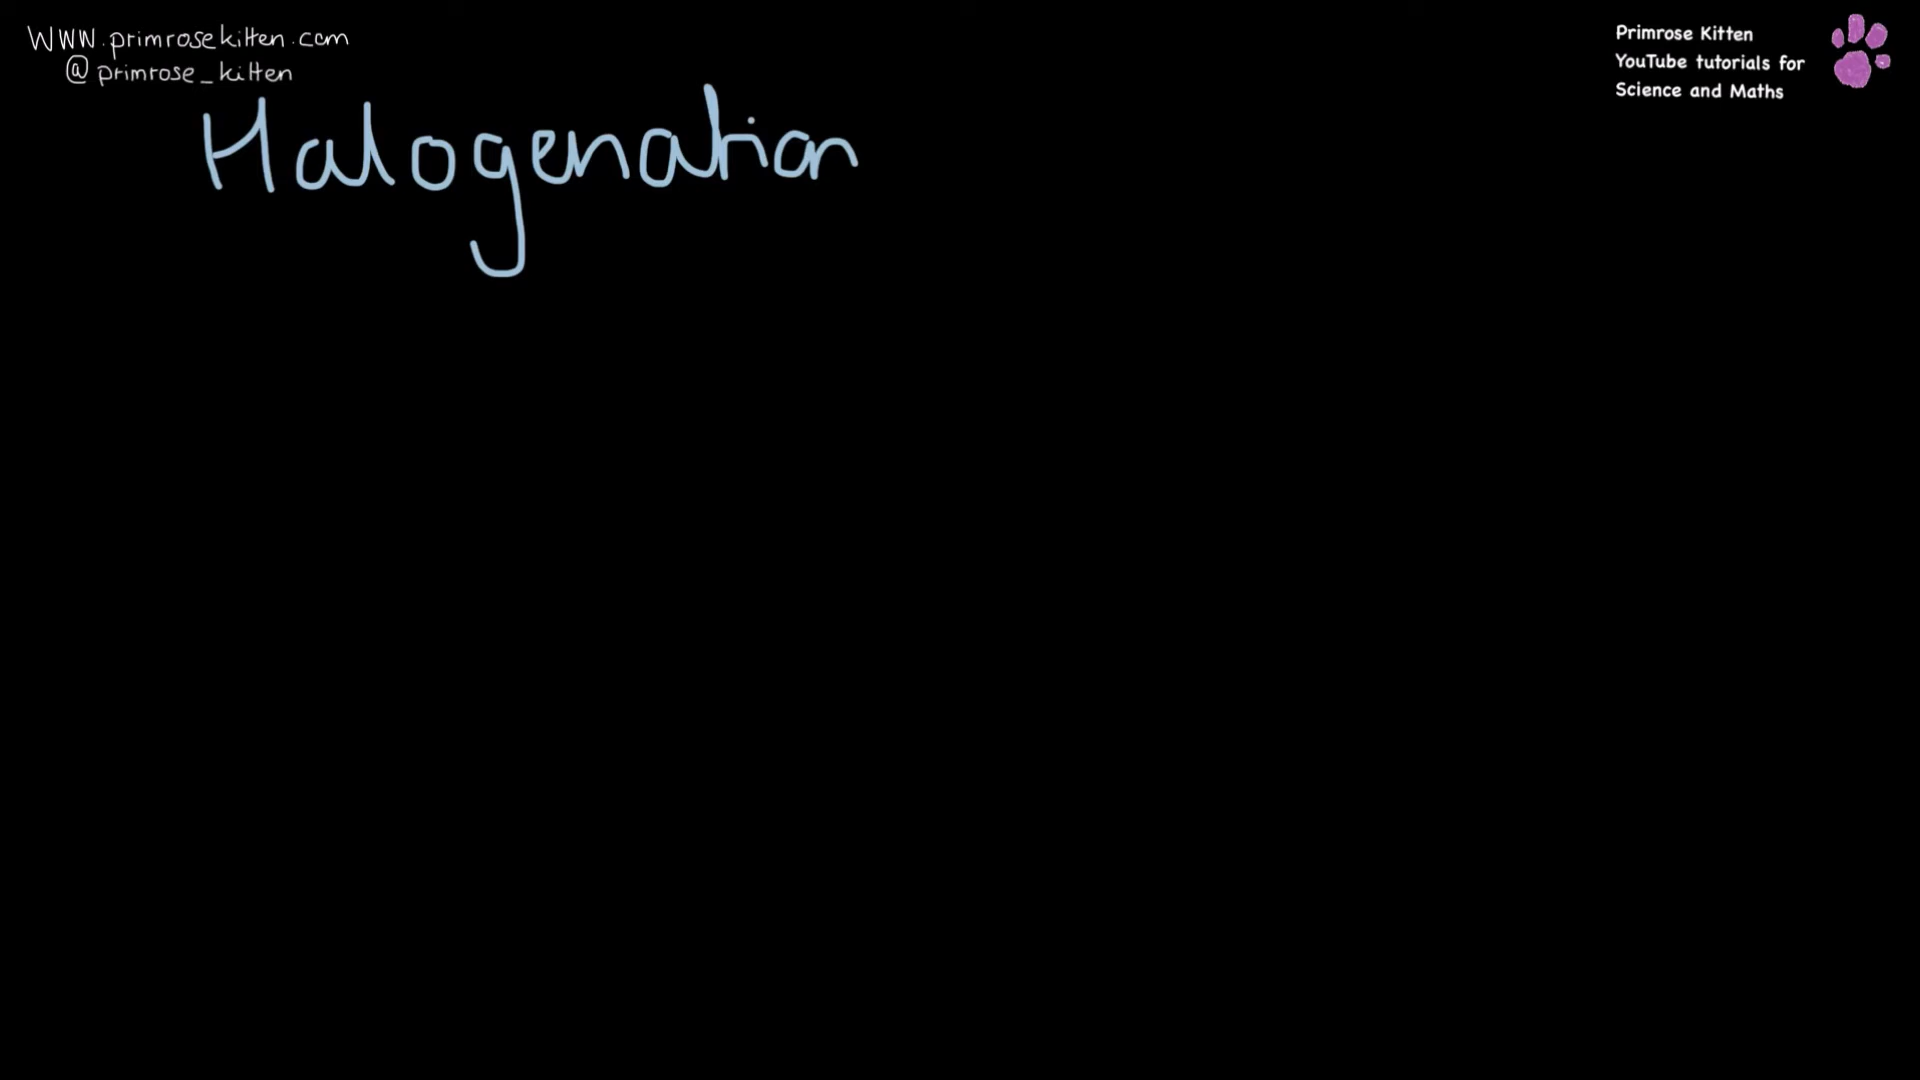 www.primrosekitten.com
@primrose_kitten
Primrose Kitten
YouTube tutorials for
Science and Maths
Halogenation